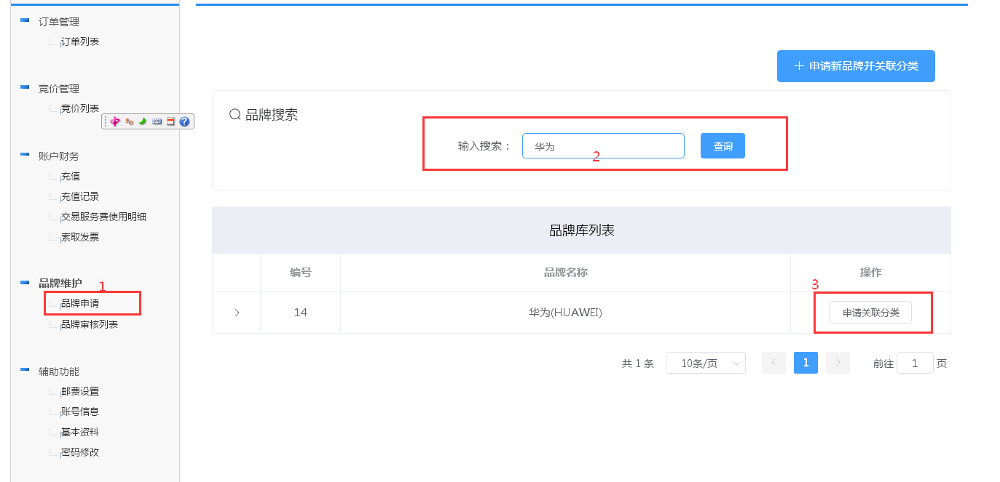 订单管理
订单列表
竞价管理
竞价列表
账户财务
充值
充值记录
交易服务费使用明细
索取发票
品牌维护
1
品牌申请
品牌审核列表
辅助功能
邮费设置
账号信息
基本资料
密码修改
申请新品牌并关联分类
品牌搜索
输入搜索：
华为
查询
2
品牌库列表
编号 品牌名称 操作
3
14 华为(HUAWEI) 申请关联分类
共 1 条 10条/页 1 前往 1 页